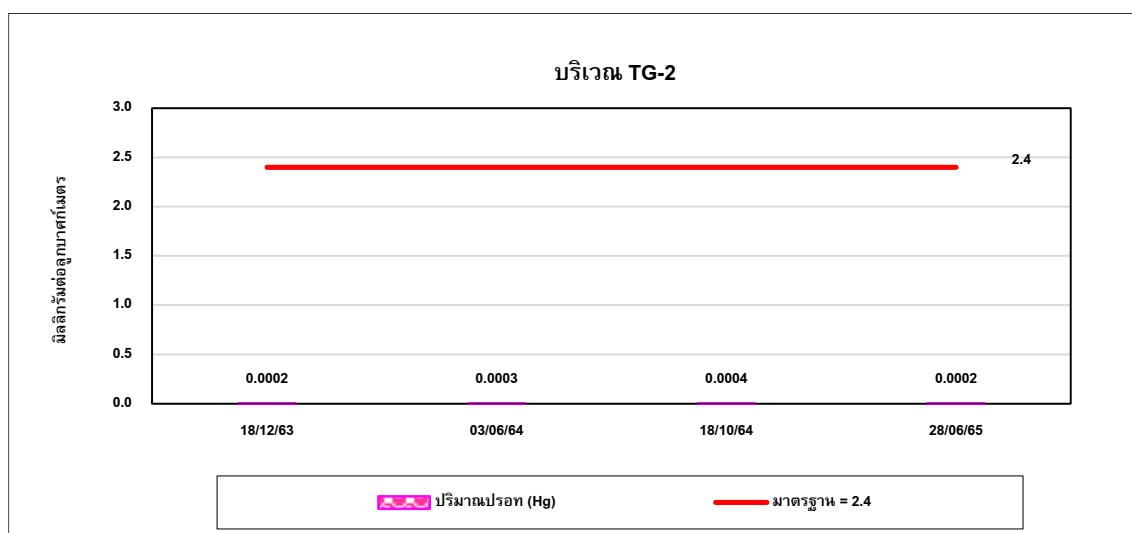 บริเวณ TG-2
มิลลิกรัมต่อลูกบาศก์เมตร
3.0
2.5
2.0
1.5
1.0
0.5
0.0
2.4
0.0002 0.0003 0.0004 0.0002
18/12/63 03/06/64 18/10/64 28/06/65
ปริมาณปรอท (Hg) มาตรฐาน = 2.4